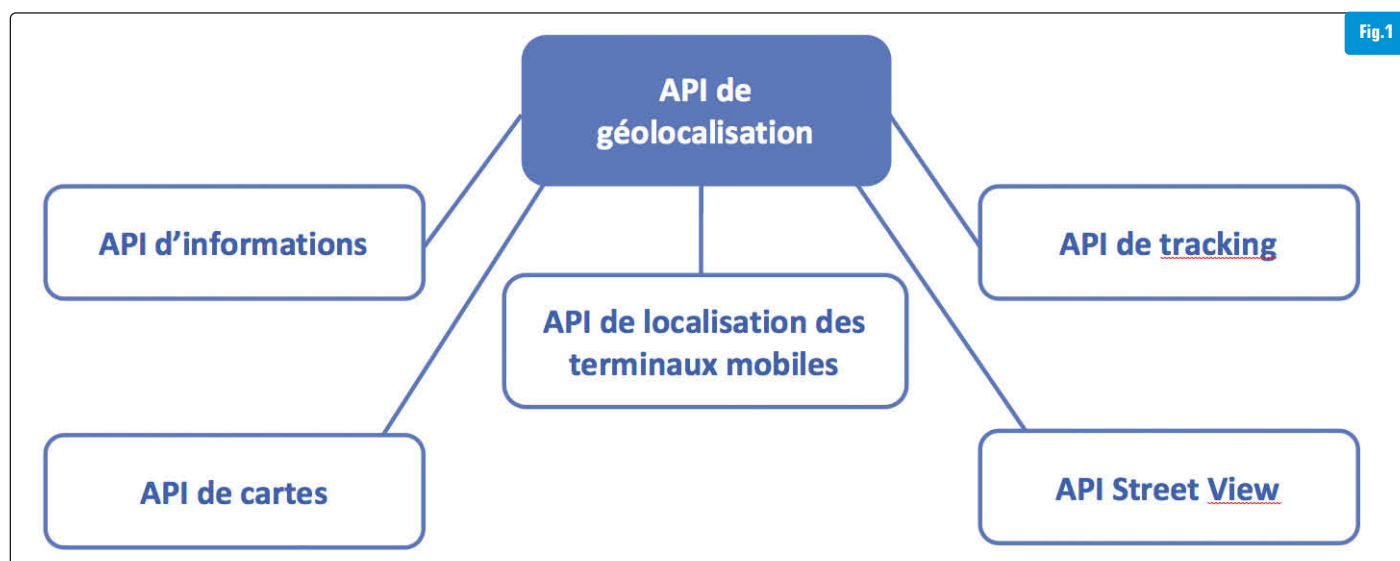 Fig.1
API de
géolocalisation
API d’informations
API de tracking
API de localisation des
terminaux mobiles
API de cartes
API Street View